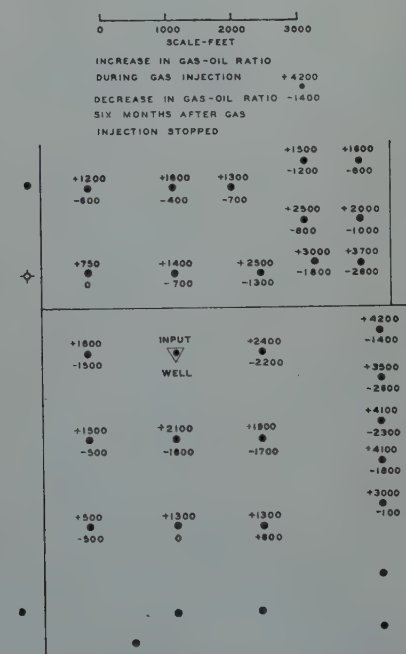 0 1000 2000 3000
SCALE-FEET
INCREASE IN GAS-OIL RATIO
DURING GAS INJECTION +4200
DECREASE IN GAS-OIL RATIO -1400
SIX MONTHS AFTER GAS
INJECTION STOPPED
+1500 +1600
-1200 -800
+1200 +1600 +1300
-600 -400 -700
+2500 +2000
-800 -1000
+3000 +3700
-1800 -2600
+750 +1400 +2500
0 -700 -1300
+4200
-1400
+1600 INPUT +2400
-1500 WELL -2200
+3500
-2600
+4100
-2300
+1500 +2100 +1900
-500 -1600 -1700
+4100
-1800
+3000
-100
+500 +1300 +1300
-500 0 +600